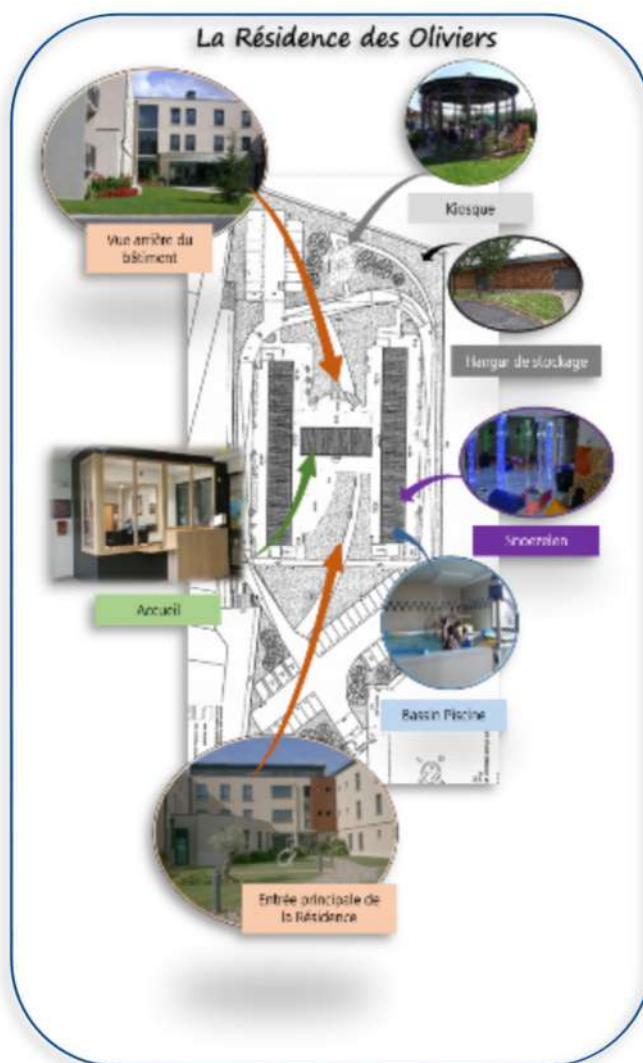 La Résidence des Oliviers
Kiosque
Vue arrière du
bâtiment
Hangar de stockage
Snoezelen
Accueil
Bassin Piscine
Entrée principale de
la Résidence